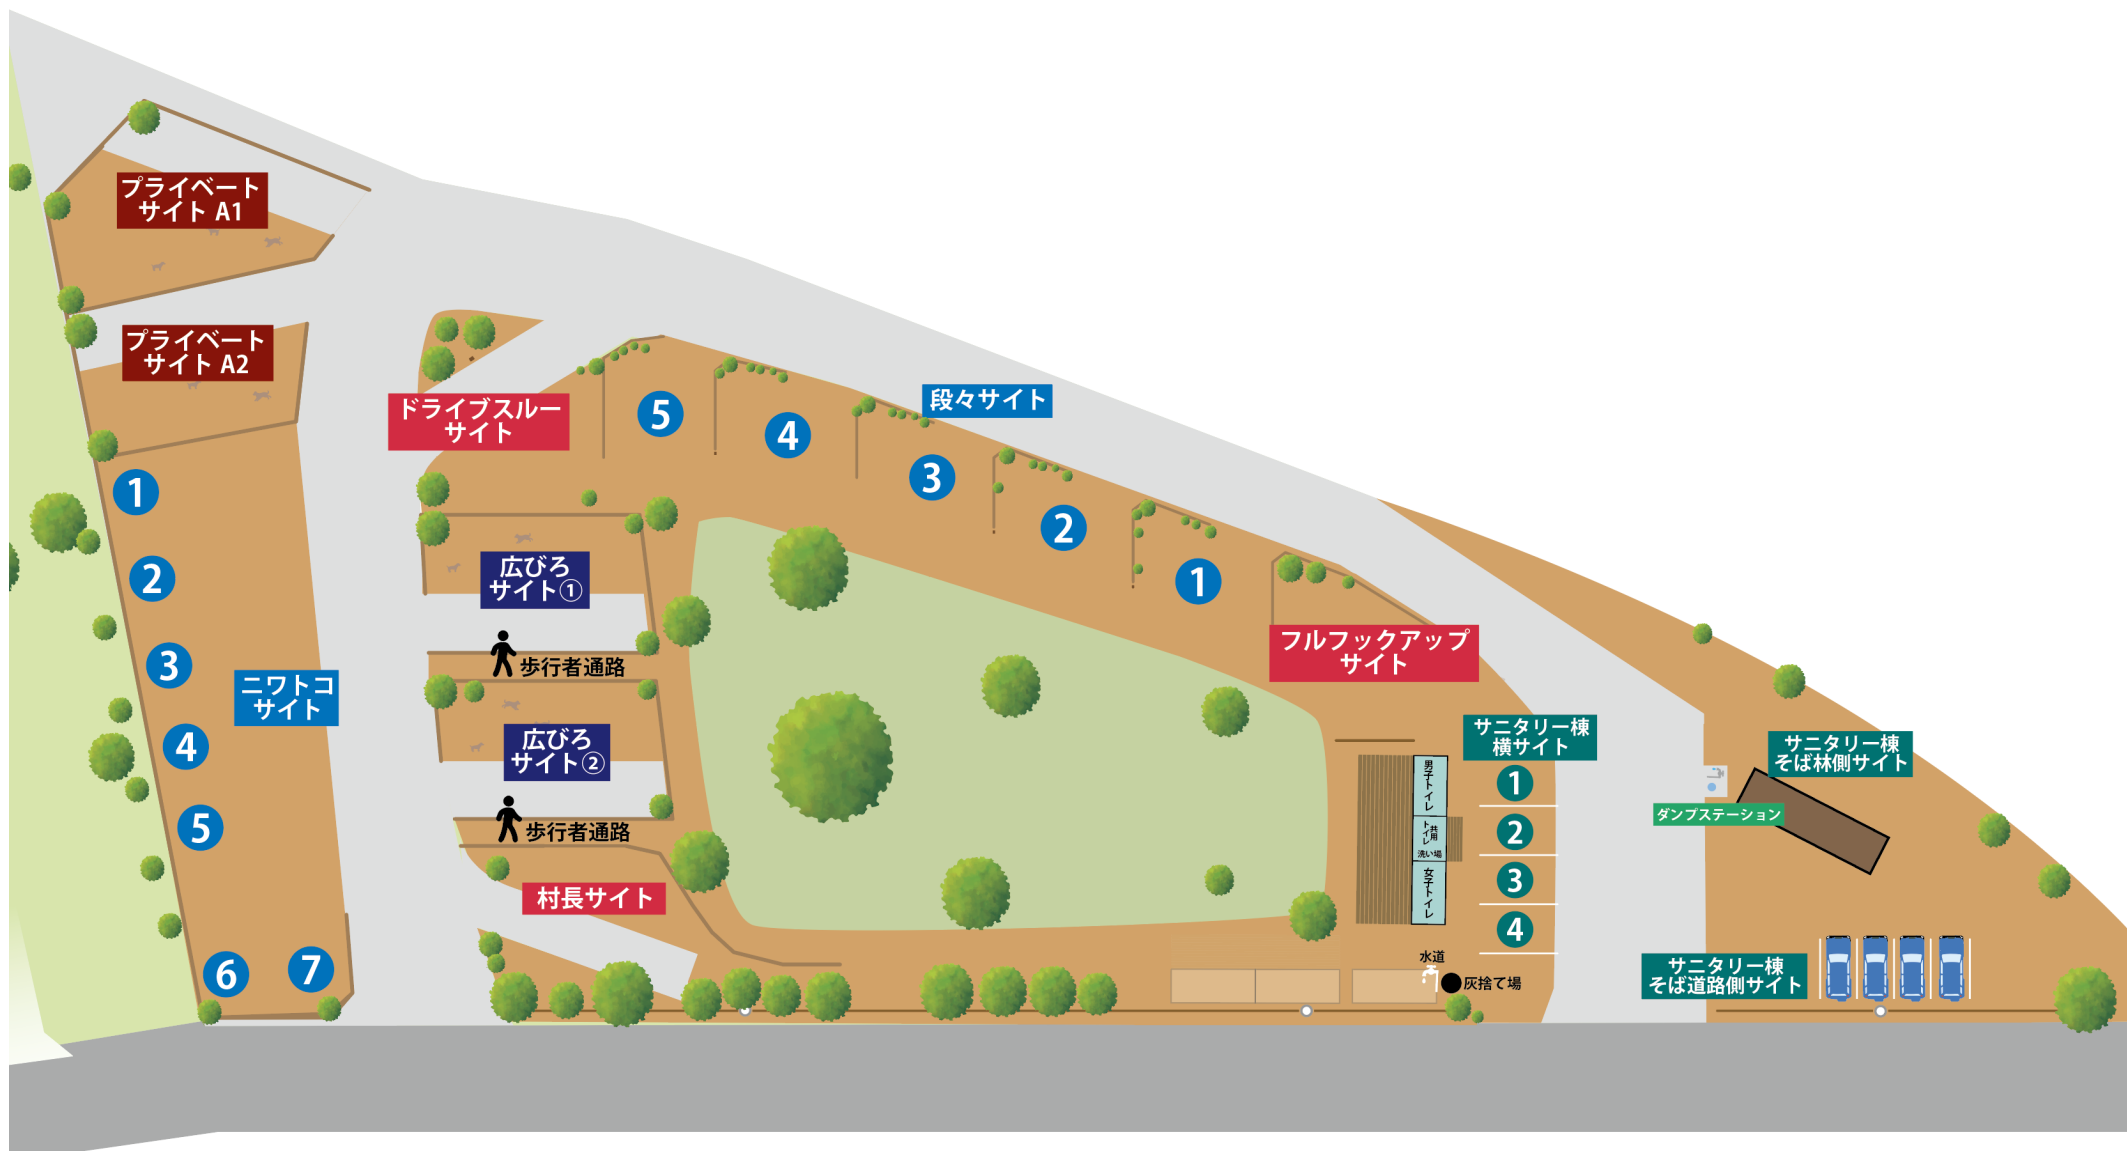 プライベート
サイト A1
プライベート
サイト A2
ドライブスルー
サイト
段々サイト
5
4
3
2
1
1
2
3
4
5
6
7
ニワトコ
サイト
広びろ
サイト①
歩行者通路
広びろ
サイト②
歩行者通路
村長サイト
フルフックアップ
サイト
サニタリー棟
横サイト
1
2
3
4
男子トイレ
共用
トイレ
洗い場
女子トイレ
水道
灰捨て場
サニタリー棟
そば林側サイト
ダンプステーション
サニタリー棟
そば道路側サイト